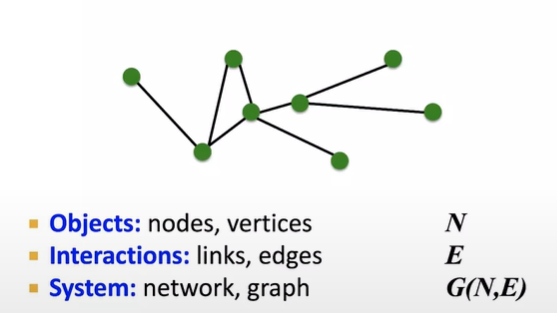 Objects: nodes, vertices N
Interactions: links, edges E
System: network, graph G(N,E)